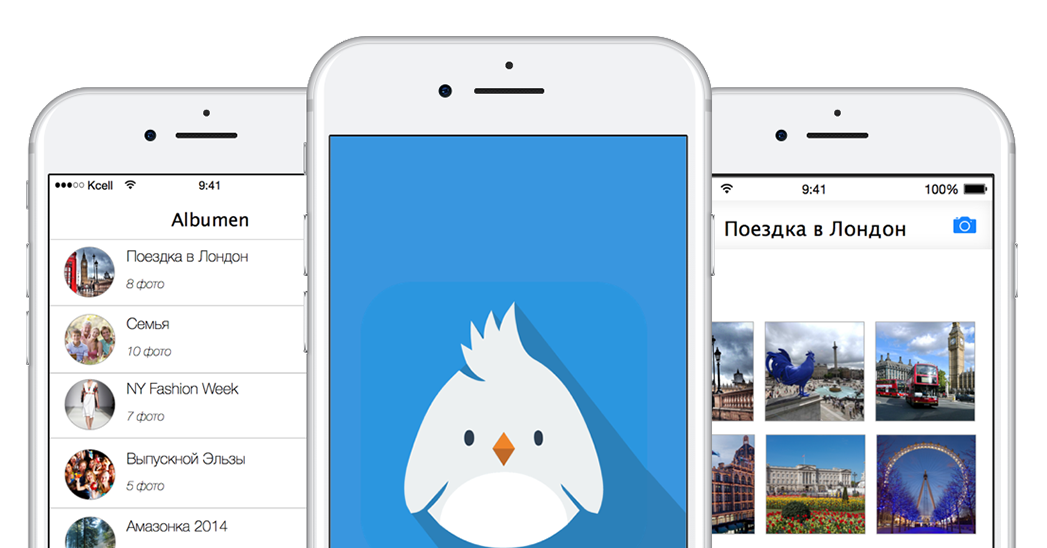 Kcell
9:41
Albumen
Поездка в Лондон
8 фото
Семья
10 фото
NY Fashion Week
7 фото
Выпускной Эльзы
5 фото
Амазонка 2014
9:41
100%
Поездка в Лондон